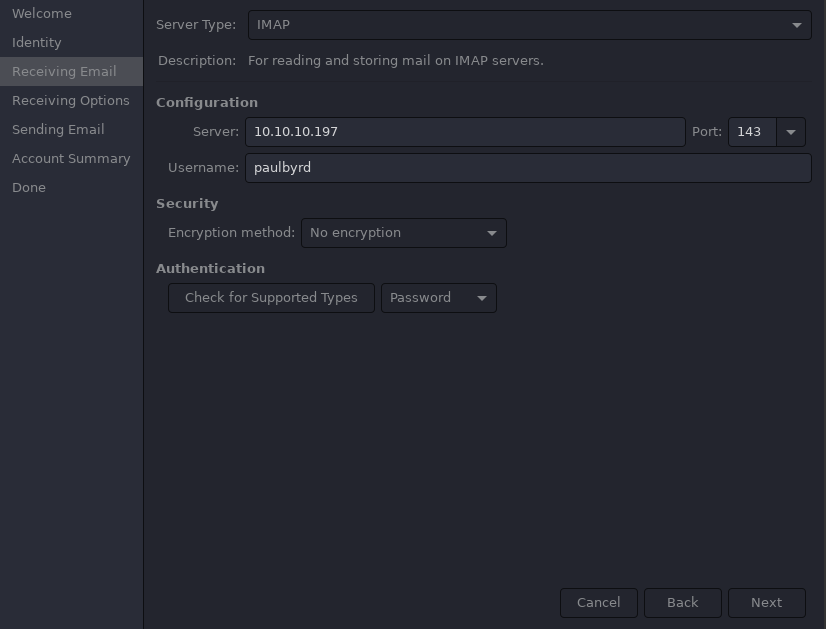 Welcome
Identity
Receiving Email
Receiving Options
Sending Email
Account Summary
Done
Server Type: IMAP
Description: For reading and storing mail on IMAP servers.
Configuration
Server: 10.10.10.197 Port: 143
Username: paulbyrd
Security
Encryption method: No encryption
Authentication
Check for Supported Types Password
Cancel Back Next